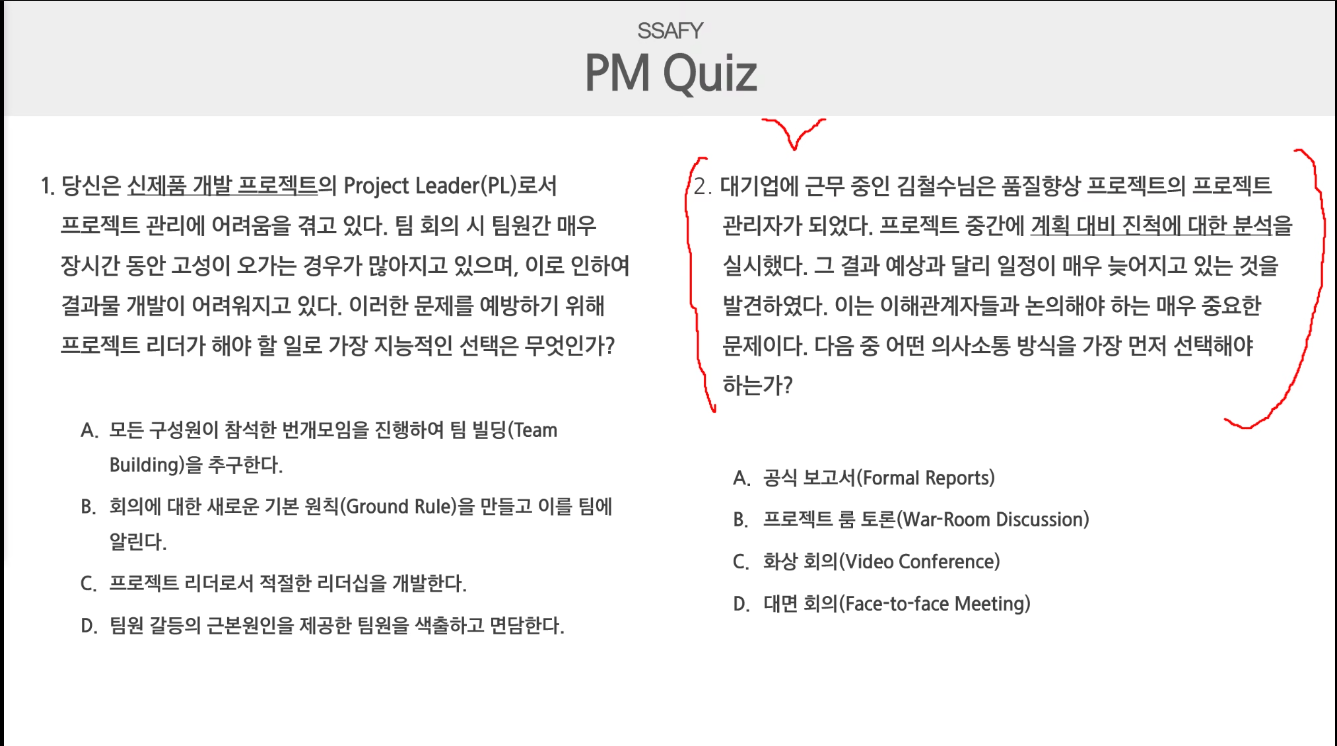 SSAFY
PM Quiz
1. 당신은 신제품 개발 프로젝트의 Project Leader(PL)로서
프로젝트 관리에 어려움을 겪고 있다. 팀 회의 시 팀원간 매우
장시간 동안 고성이 오가는 경우가 많아지고 있으며, 이로 인하여
결과물 개발이 어려워지고 있다. 이러한 문제를 예방하기 위해
프로젝트 리더가 해야 할 일로 가장 지능적인 선택은 무엇인가?
A. 모든 구성원이 참석한 번개모임을 진행하여 팀 빌딩(Team
Building)을 추구한다.
B. 회의에 대한 새로운 기본 원칙(Ground Rule)을 만들고 이를 팀에
알린다.
C. 프로젝트 리더로서 적절한 리더십을 개발한다.
D. 팀원 갈등의 근본원인을 제공한 팀원을 색출하고 면담한다.
2. 대기업에 근무 중인 김철수님은 품질향상 프로젝트의 프로젝트
관리자가 되었다. 프로젝트 중간에 계획 대비 진척에 대한 분석을
실시했다. 그 결과 예상과 달리 일정이 매우 늦어지고 있는 것을
발견하였다. 이는 이해관계자들과 논의해야 하는 매우 중요한
문제이다. 다음 중 어떤 의사소통 방식을 가장 먼저 선택해야
하는가?
A. 공식 보고서(Formal Reports)
B. 프로젝트 룸 토론(War-Room Discussion)
C. 화상 회의(Video Conference)
D. 대면 회의(Face-to-face Meeting)